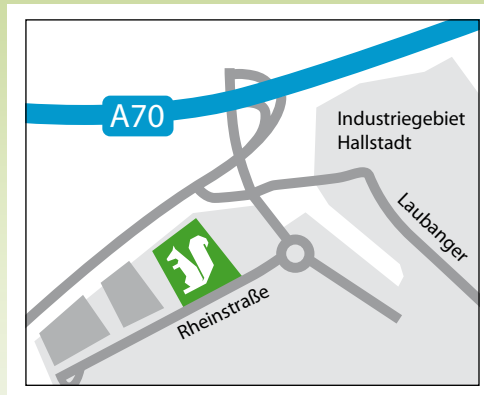 A70
Industriegebiet
Hallstadt
Laubanger
Rheinstraße